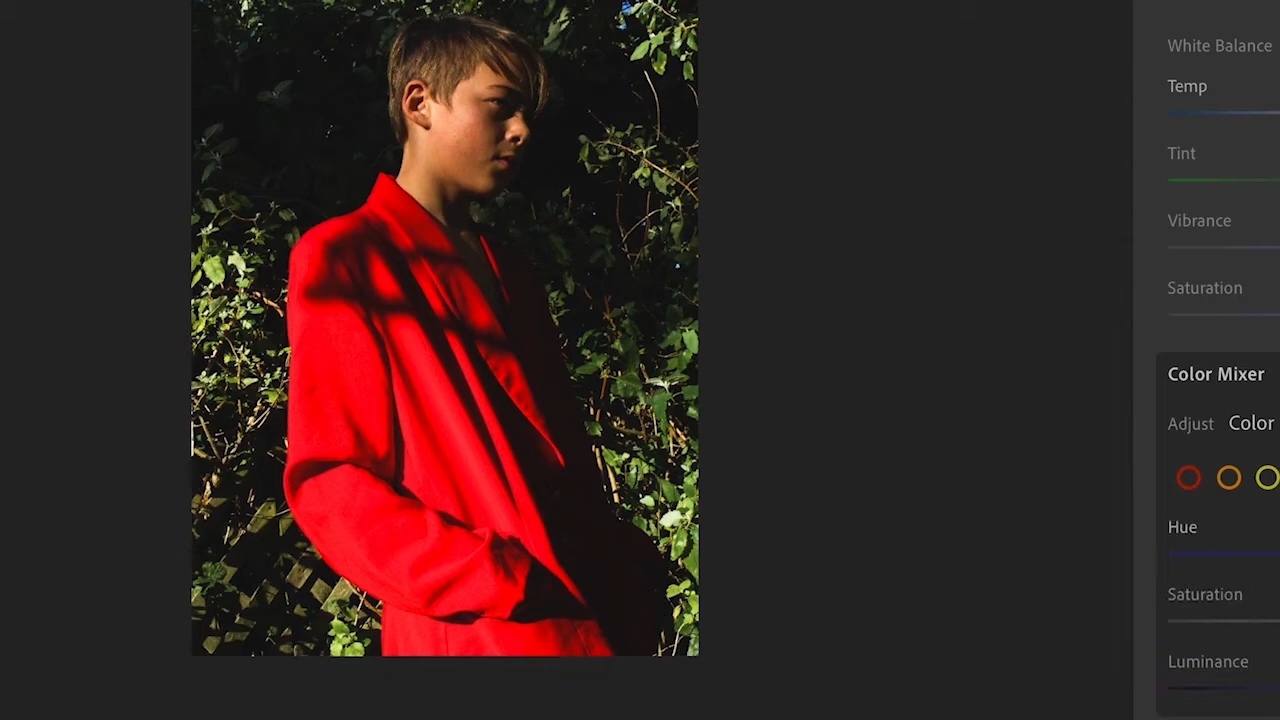 White Balance
Temp
Tint
Vibrance
Saturation
Color Mixer
Adjust Color
Hue
Saturation
Luminance